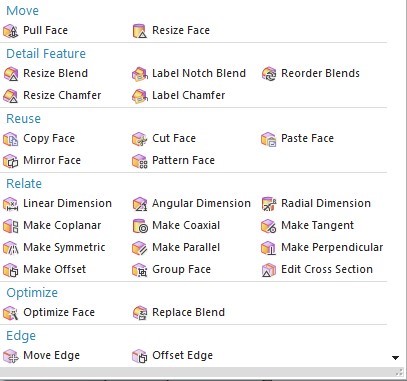 Move
Pull Face Resize Face
Detail Feature
Resize Blend Label Notch Blend Reorder Blends
Resize Chamfer Label Chamfer
Reuse
Copy Face Cut Face Paste Face
Mirror Face Pattern Face
Relate
Linear Dimension Angular Dimension Radial Dimension
Make Coplanar Make Coaxial Make Tangent
Make Symmetric Make Parallel Make Perpendicular
Make Offset Group Face Edit Cross Section
Optimize
Optimize Face Replace Blend
Edge
Move Edge Offset Edge